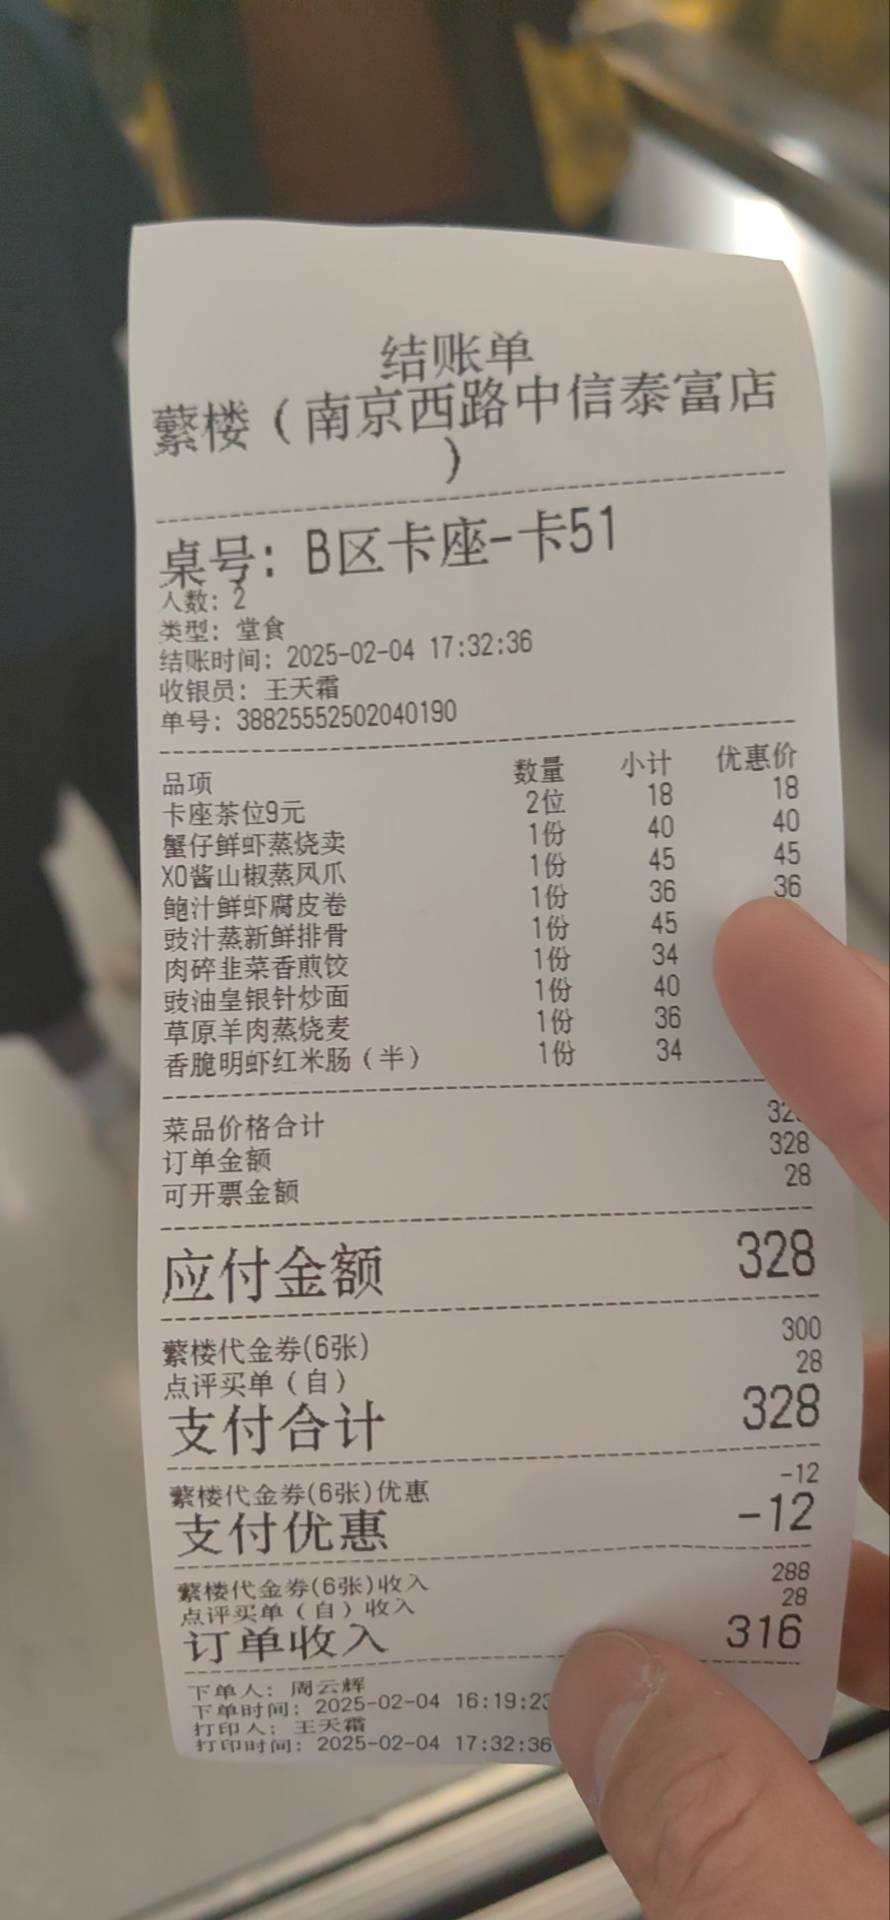 结账单
蘩楼（南京西路中信泰富店
）
桌号: B区卡座-卡51
人数: 2
类型: 堂食
结账时间: 2025-02-04 17:32:36
收银员: 王天霜
单号: 38825552502040190
品项 数量 小计 优惠价
卡座茶位9元 2位 18 18
蟹仔鲜虾蒸烧卖 1份 40 40
XO酱山椒蒸凤爪 1份 45 45
鲍汁鲜虾腐皮卷 1份 36 36
豉汁蒸新鲜排骨 1份 45
肉碎韭菜香煎饺 1份 34
豉油皇银针炒面 1份 40
草原羊肉蒸烧麦 1份 36
香脆明虾红米肠（半） 1份 34
菜品价格合计
订单金额 328
可开票金额 28
应付金额 328
蘩楼代金券(6张) 300
点评买单（自） 28
支付合计 328
蘩楼代金券(6张)优惠 -12
支付优惠 -12
蘩楼代金券(6张)收入 288
点评买单（自）收入 28
订单收入 316
下单人: 周云辉
下单时间: 2025-02-04 16:19:23
打印人: 王天霜
打印时间: 2025-02-04 17:32:36